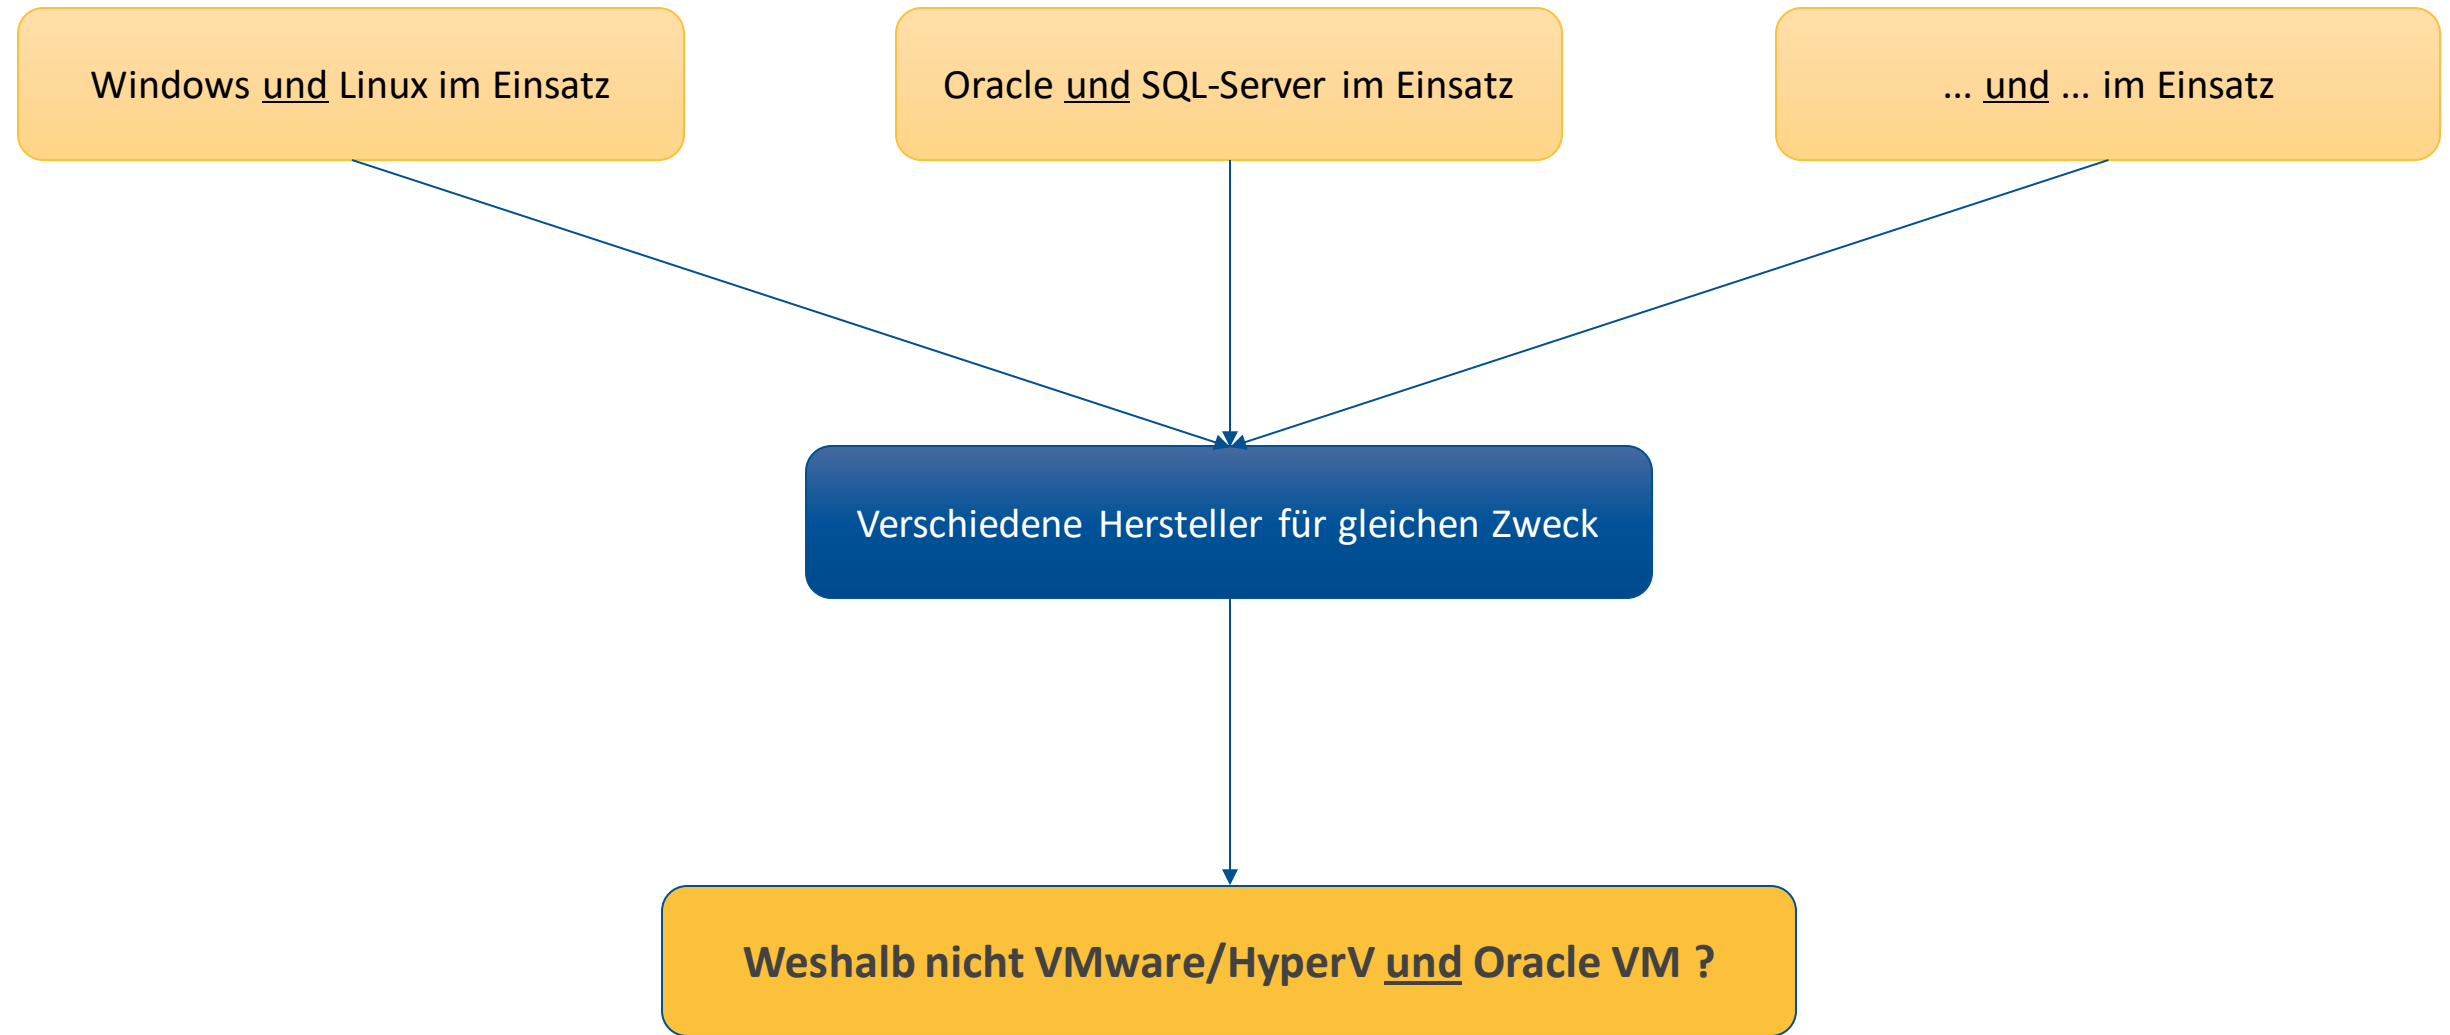 Windows und Linux im Einsatz
Oracle und SQL-Server im Einsatz
... und ... im Einsatz
Verschiedene Hersteller für gleichen Zweck
Weshalb nicht VMware/HyperV und Oracle VM ?